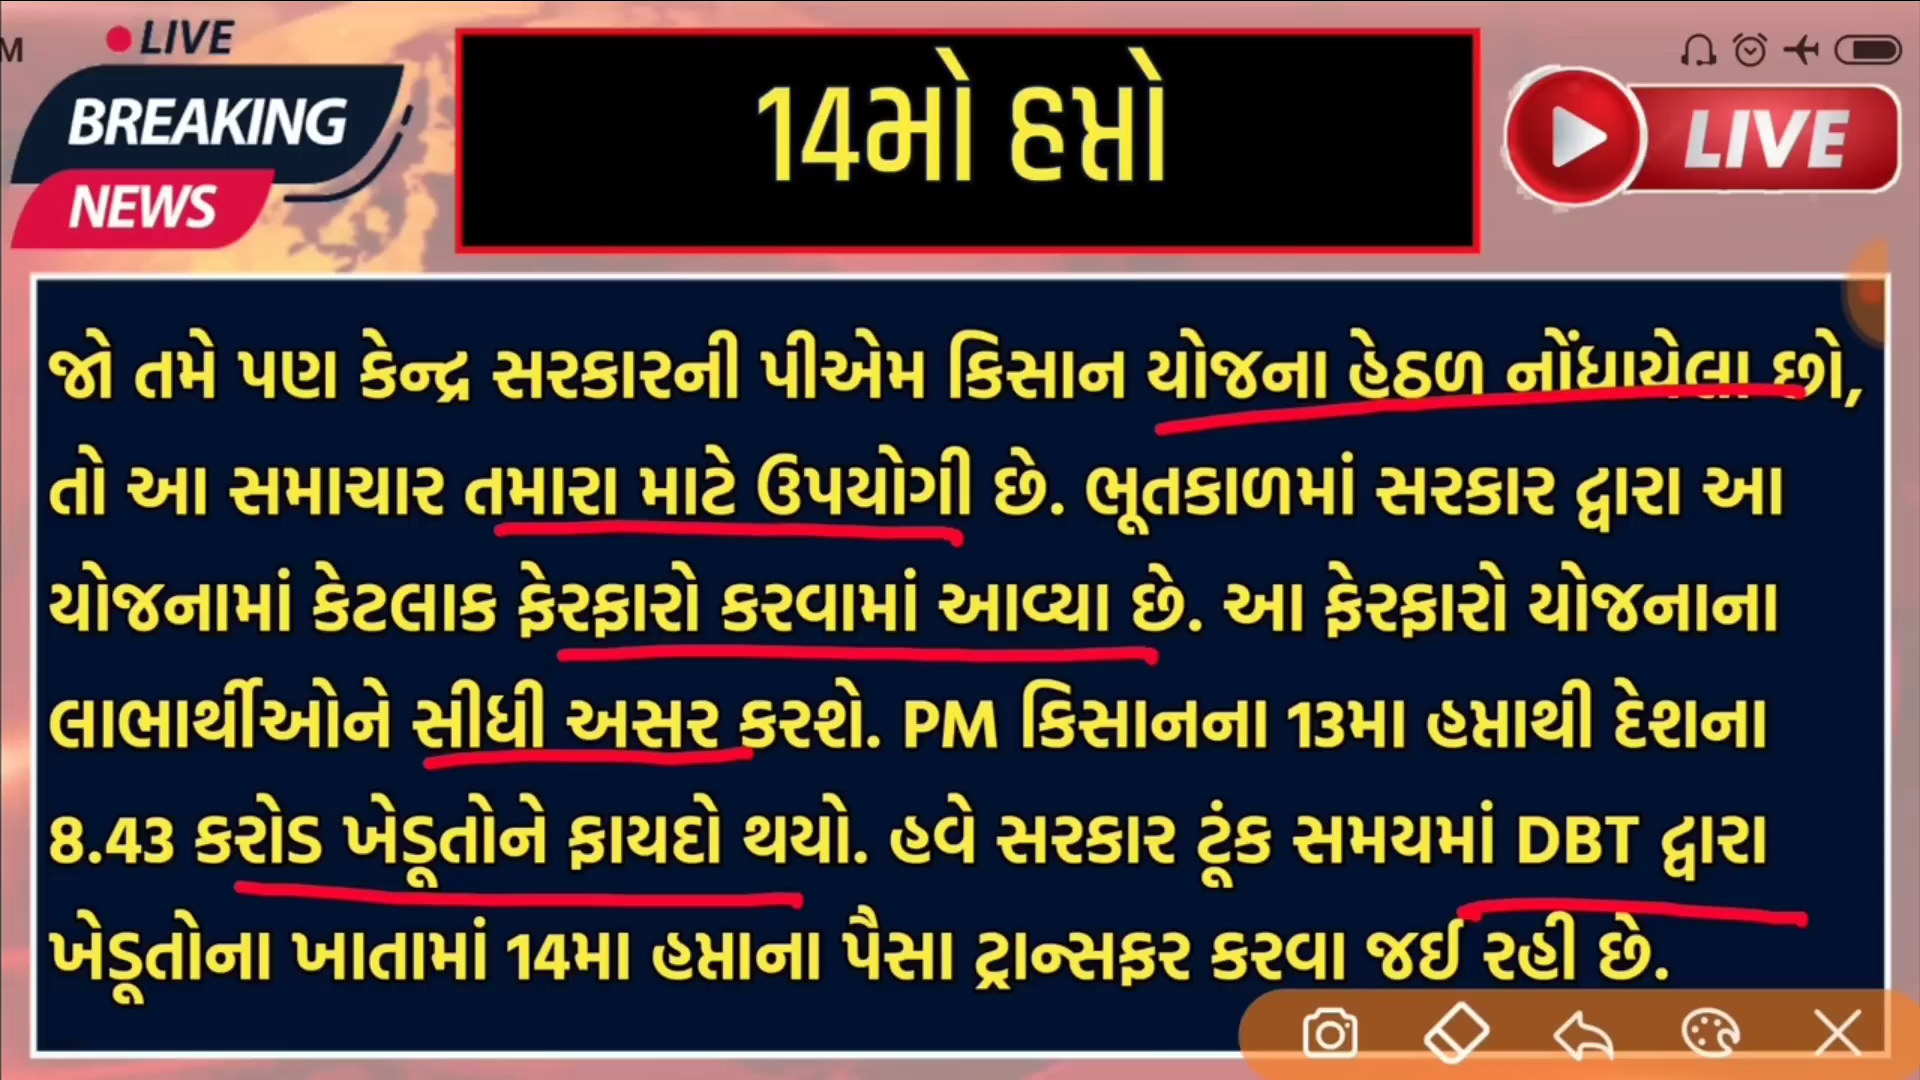 M
LIVE
BREAKING
NEWS
14મો હપ્તો
LIVE
જો તમે પણ કેન્દ્ર સરકારની પીએમ કિસાન યોજના હેઠળ નોંધાયેલા છો,
તો આ સમાચાર તમારા માટે ઉપયોગી છે. ભૂતકાળમાં સરકાર દ્વારા આ
યોજનામાં કેટલાક ફેરફારો કરવામાં આવ્યા છે. આ ફેરફારો યોજનાના
લાભાર્થીઓને સીધી અસર કરશે. PM કિસાનના 13મા હપ્તાથી દેશના
8.43 કરોડ ખેડૂતોને ફાયદો થયો. હવે સરકાર ટૂંક સમયમાં DBT દ્વારા
ખેડૂતોના ખાતામાં 14મા હપ્તાના પૈસા ટ્રાન્સફર કરવા જઈ રહી છે.